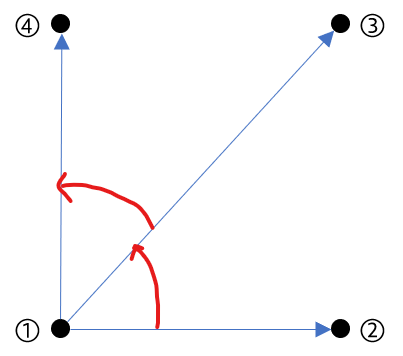 ④ ③
① ②